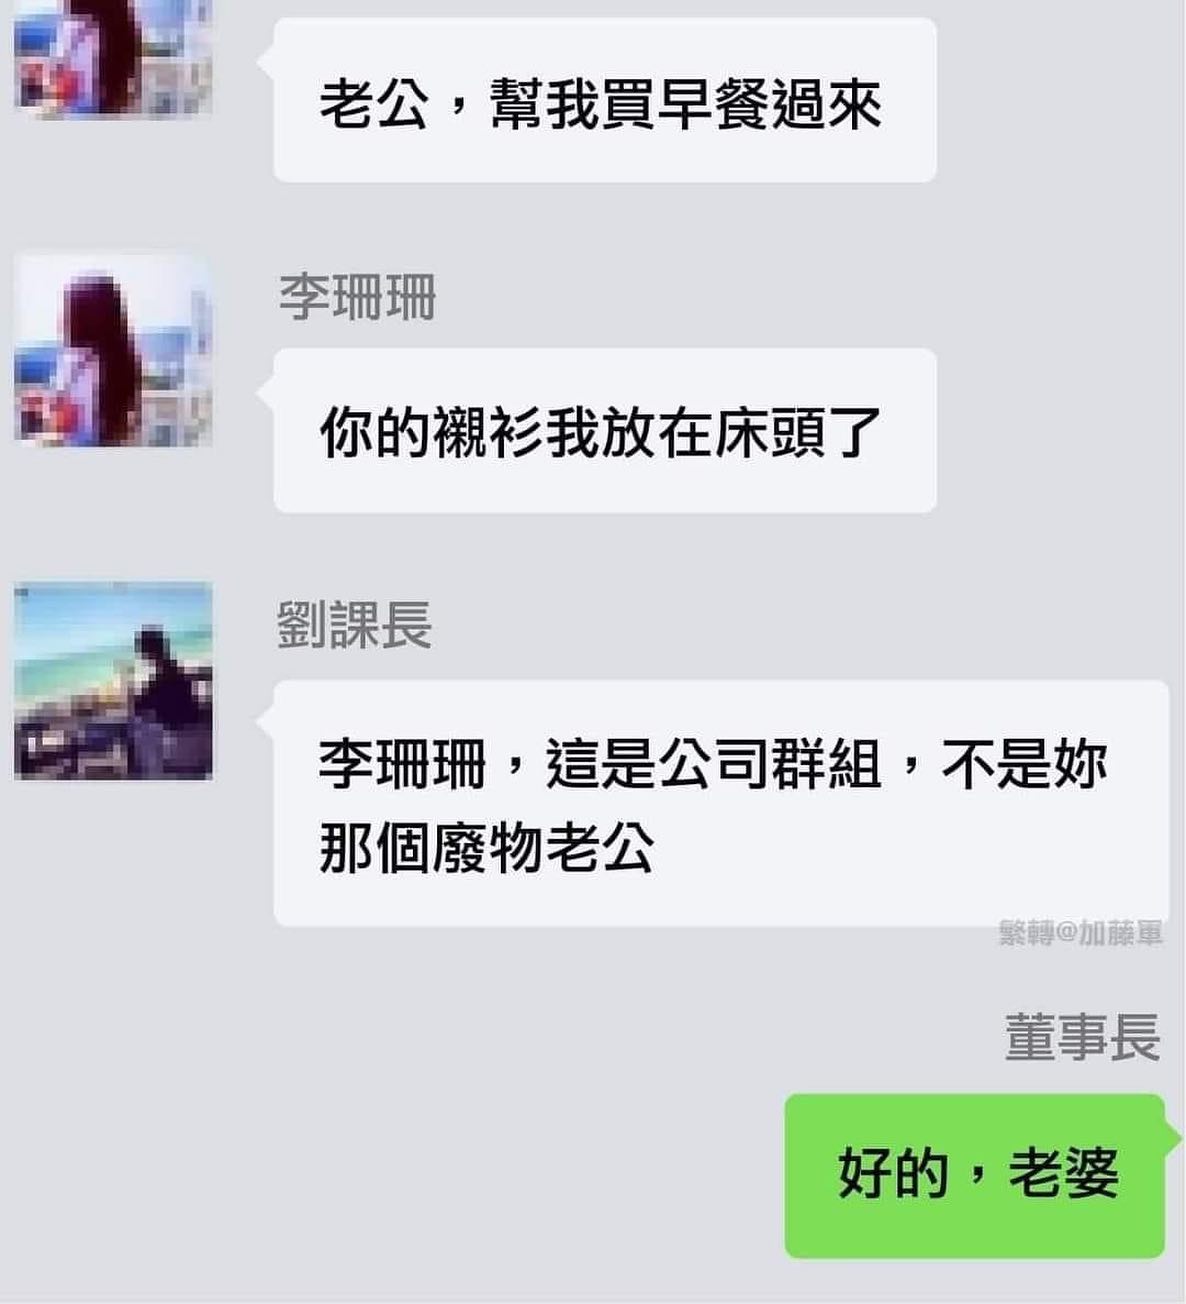 老公，幫我買早餐過來
李珊珊
你的襯衫我放在床頭了
劉課長
李珊珊，這是公司群組，不是妳
那個廢物老公
繁轉@加藤軍
董事長
好的，老婆